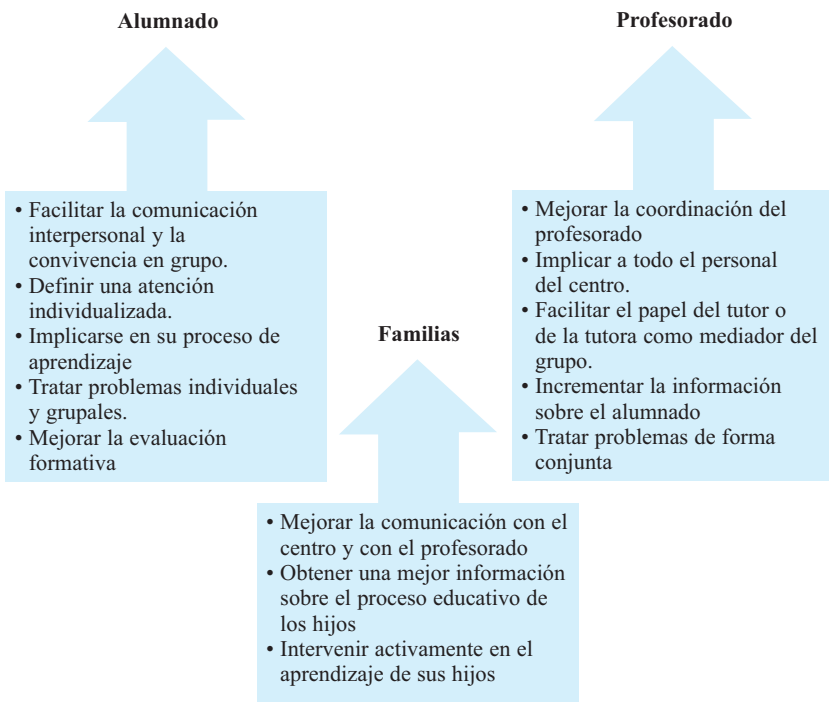 Alumnado
• Facilitar la comunicación
interpersonal y la
convivencia en grupo.
• Definir una atención
individualizada.
• Implicarse en su proceso de
aprendizaje
• Tratar problemas individuales
y grupales.
• Mejorar la evaluación
formativa
Familias
• Mejorar la comunicación con el
centro y con el profesorado
• Obtener una mejor información
sobre el proceso educativo de
los hijos
• Intervenir activamente en el
aprendizaje de sus hijos
Profesorado
• Mejorar la coordinación del
profesorado
• Implicar a todo el personal
del centro.
• Facilitar el papel del tutor o
de la tutora como mediador del
grupo.
• Incrementar la información
sobre el alumnado
• Tratar problemas de forma
conjunta